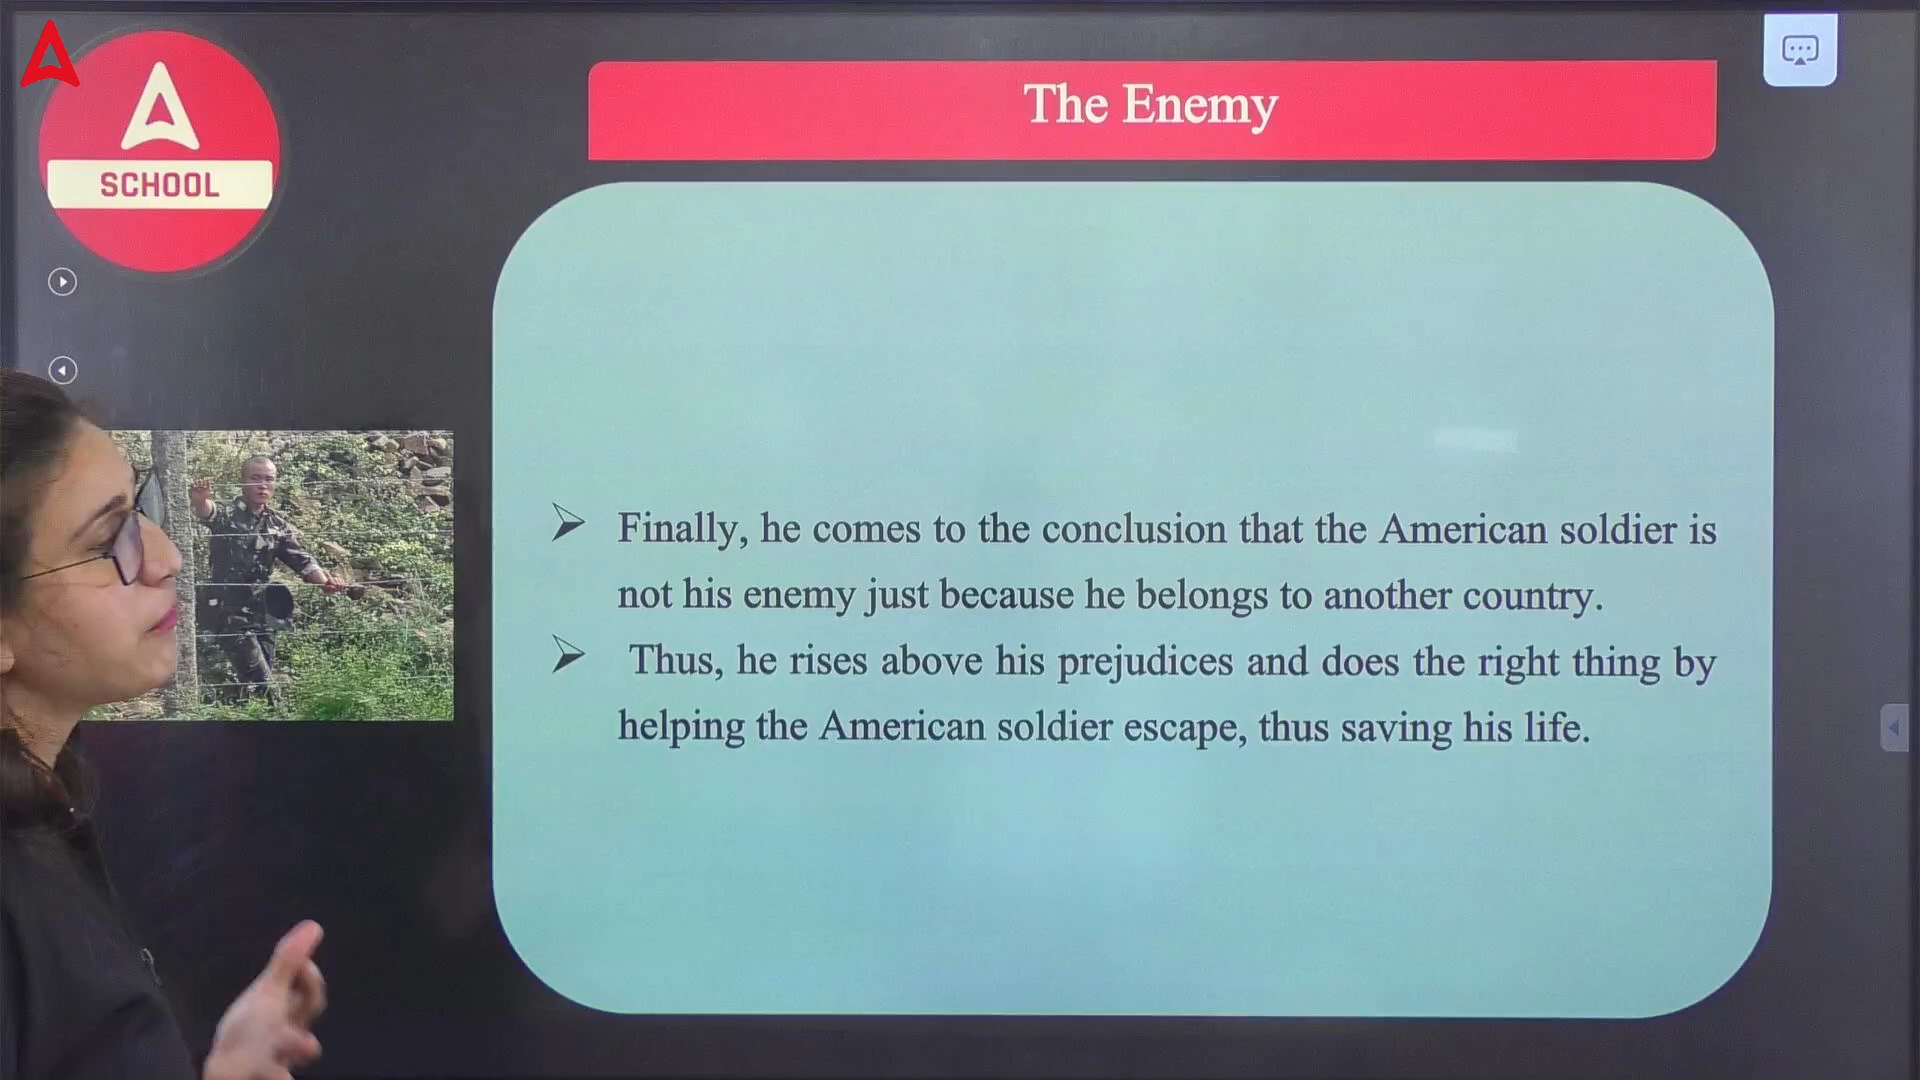 SCHOOL
The Enemy
Finally, he comes to the conclusion that the American soldier is
not his enemy just because he belongs to another country.
Thus, he rises above his prejudices and does the right thing by
helping the American soldier escape, thus saving his life.